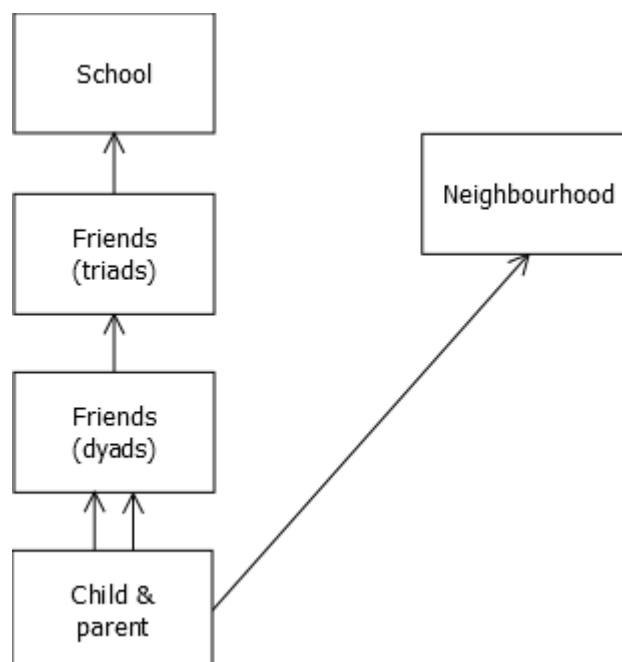 School
Neighbourhood
Friends
(triads)
Friends
(dyads)
Child &
parent